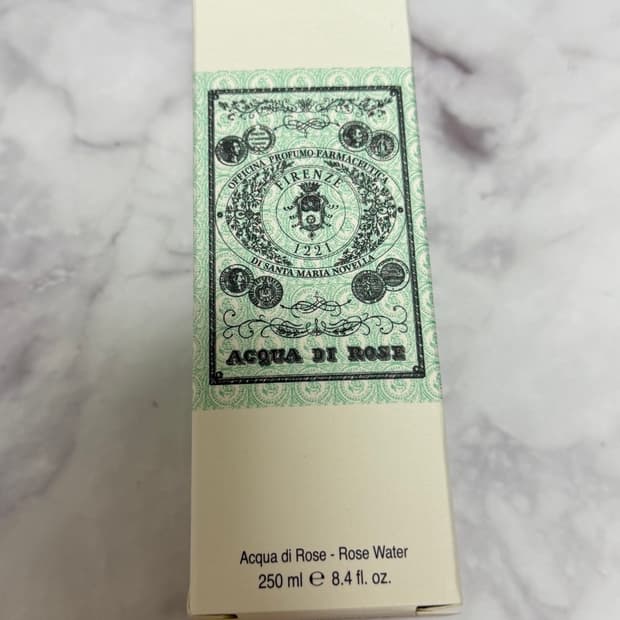 OFFICINA PROFUMO-FARMACEUTICA
FIRENZE
1221
DI SANTA MARIA NOVELLA
ACQUA DI ROSE
Acqua di Rose - Rose Water
250 ml ℮ 8.4 fl. oz.